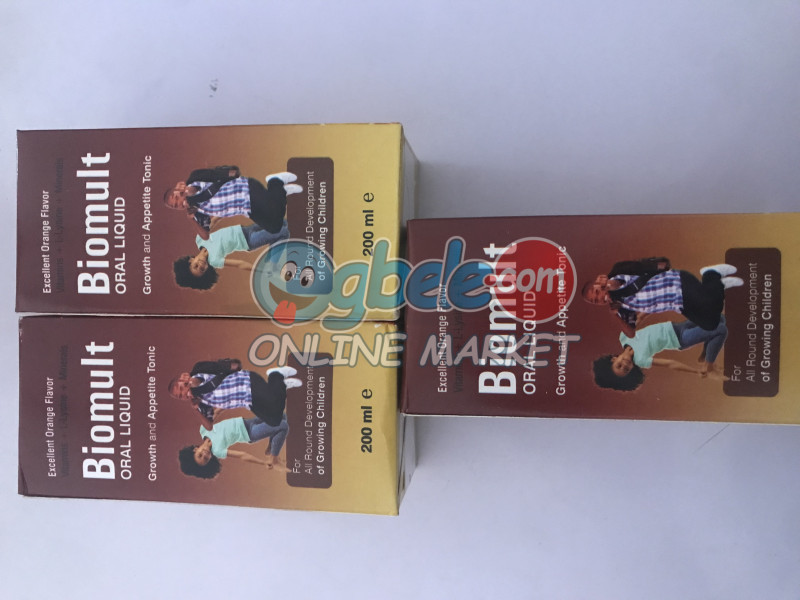 Excellent Orange Flavor
Biomult
ORAL LIQUID
Growth and Appetite Tonic
For
All Round Development
of Growing Children
200 ml e
Excellent Orange Flavor
Biomult
ORAL LIQUID
Growth and Appetite Tonic
For
All Round Development
of Growing Children
200 ml e
Excellent Orange Flavor
Biomult
ORAL LIQUID
Growth and Appetite Tonic
For
All Round Development
of Growing Children
Ogbele.com
ONLINE MARKET